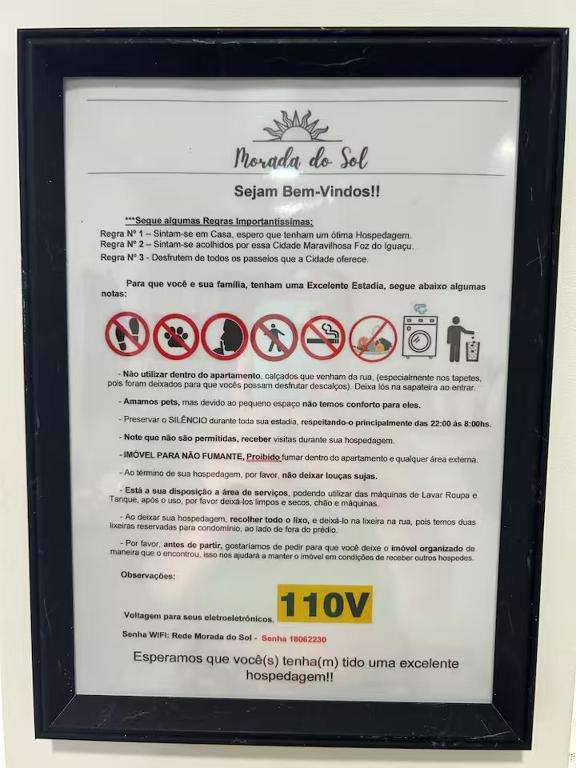 Morada do Sol
Sejam Bem-Vindos!!
***Segue algumas Regras Importantíssimas:
Regra Nº 1 – Sintam-se em Casa, espero que tenham um ótima Hospedagem.
Regra Nº 2 – Sintam-se acolhidos por essa Cidade Maravilhosa Foz do Iguaçu.
Regra Nº 3 - Desfrutem de todos os passeios que a Cidade oferece.
Para que você e sua família, tenham uma Excelente Estadia, segue abaixo algumas
notas:
- Não utilizar dentro do apartamento, calçados que venham da rua, (especialmente nos tapetes,
pois foram deixados para que vocês possam desfrutar descalços). Deixa lós na sapateira ao entrar.
- Amamos pets, mas devido ao pequeno espaço não temos conforto para eles.
- Preservar o SILÊNCIO durante toda sua estadia, respeitando-o principalmente das 22:00 às 8:00hs.
- Note que não são permitidas, receber visitas durante sua hospedagem.
- IMÓVEL PARA NÃO FUMANTE, Proibido fumar dentro do apartamento e qualquer área externa.
- Ao término de sua hospedagem, por favor, não deixar louças sujas.
- Está a sua disposição a área de serviços, podendo utilizar das máquinas de Lavar Roupa e
Tanque, após o uso, por favor deixá-los limpos e secos, chão e máquinas.
- Ao deixar sua hospedagem, recolher todo o lixo, e deixá-lo na lixeira na rua, pois temos duas
lixeiras reservadas para condomínio, ao lado de fora do prédio.
- Por favor, antes de partir, gostaríamos de pedir para que você deixe o imóvel organizado de
maneira que o encontrou, isso nos ajudará a manter o imóvel em condições de receber outros hospedes.
Observações:
Voltagem para seus eletroeletrônicos. 110V
Senha WiFi: Rede Morada do Sol - Senha 18062230
Esperamos que você(s) tenha(m) tido uma excelente
hospedagem!!